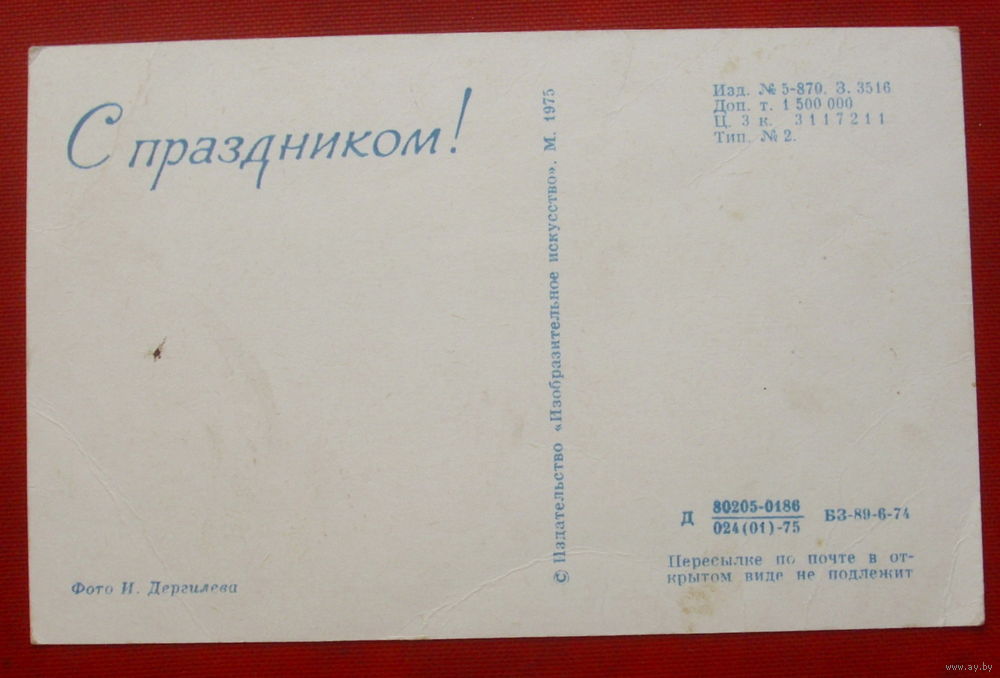 С праздником!
Фото И. Дергилева
© Издательство «Изобразительное искусство». М. 1975
Изд. № 5-870. З. 3516
Доп. т. 1 500 000
Ц. 3 к. 3117211
Тип. № 2.
Д 80205-0186 БЗ-89-6-74
024(01)-75
Пересылке по почте в от-
крытом виде не подлежит
www.ay.by